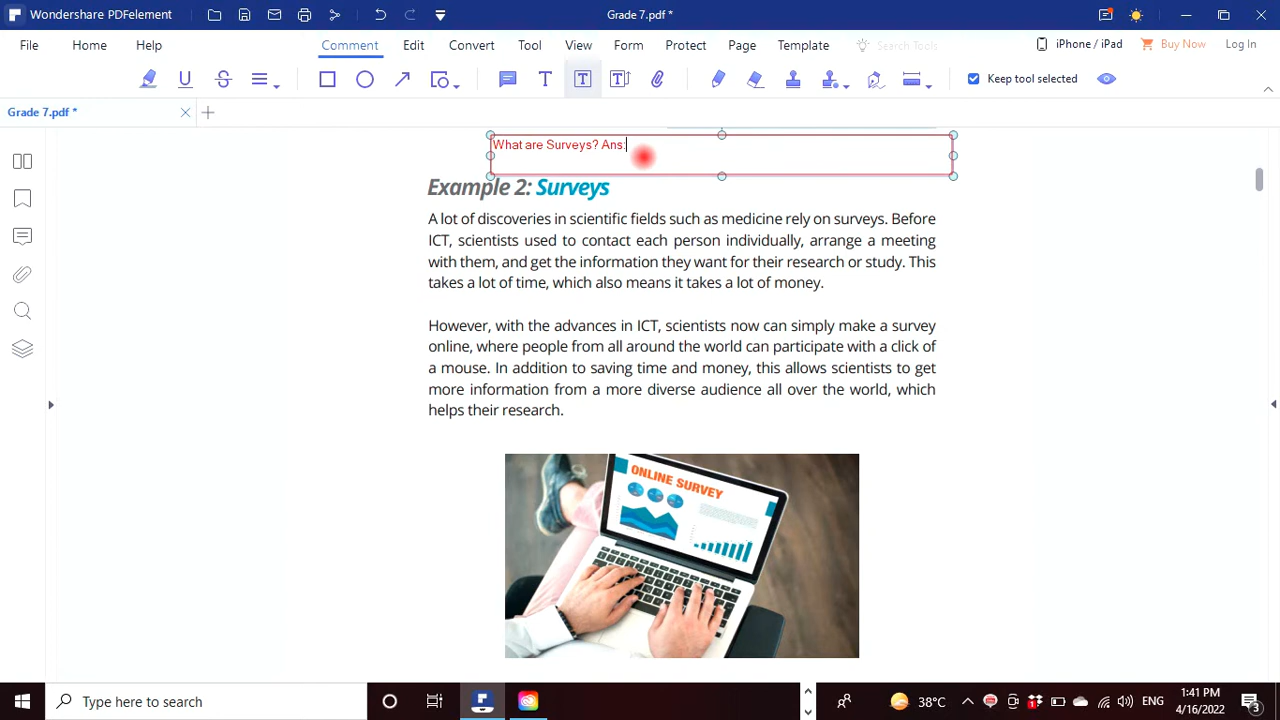 Wondershare PDFelement
Grade 7.pdf *
File Home Help Comment Edit Convert Tool View Form Protect Page Template Search Tools iPhone / iPad Buy Now Log In
Keep tool selected
Grade 7.pdf *
What are Surveys? Ans:
Example 2: Surveys
A lot of discoveries in scientific fields such as medicine rely on surveys. Before
ICT, scientists used to contact each person individually, arrange a meeting
with them, and get the information they want for their research or study. This
takes a lot of time, which also means it takes a lot of money.
However, with the advances in ICT, scientists now can simply make a survey
online, where people from all around the world can participate with a click of
a mouse. In addition to saving time and money, this allows scientists to get
more information from a more diverse audience all over the world, which
helps their research.
ONLINE SURVEY
Type here to search
38°C
ENG
1:41 PM
4/16/2022